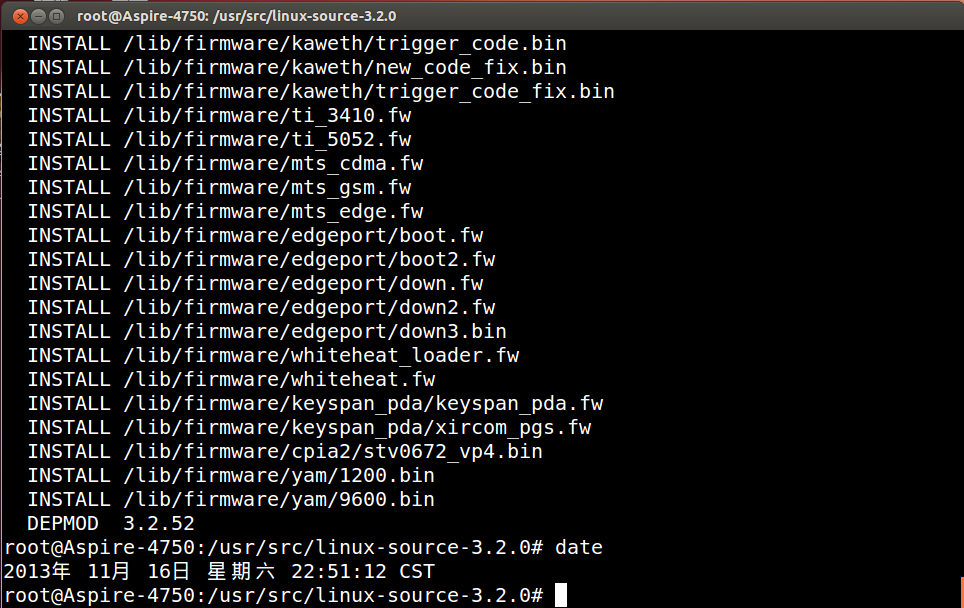 root@Aspire-4750: /usr/src/linux-source-3.2.0
INSTALL /lib/firmware/kaweth/trigger_code.bin
INSTALL /lib/firmware/kaweth/new_code_fix.bin
INSTALL /lib/firmware/kaweth/trigger_code_fix.bin
INSTALL /lib/firmware/ti_3410.fw
INSTALL /lib/firmware/ti_5052.fw
INSTALL /lib/firmware/mts_cdma.fw
INSTALL /lib/firmware/mts_gsm.fw
INSTALL /lib/firmware/mts_edge.fw
INSTALL /lib/firmware/edgeport/boot.fw
INSTALL /lib/firmware/edgeport/boot2.fw
INSTALL /lib/firmware/edgeport/down.fw
INSTALL /lib/firmware/edgeport/down2.fw
INSTALL /lib/firmware/edgeport/down3.bin
INSTALL /lib/firmware/whiteheat_loader.fw
INSTALL /lib/firmware/whiteheat.fw
INSTALL /lib/firmware/keyspan_pda/keyspan_pda.fw
INSTALL /lib/firmware/keyspan_pda/xircom_pgs.fw
INSTALL /lib/firmware/cpia2/stv0672_vp4.bin
INSTALL /lib/firmware/yam/1200.bin
INSTALL /lib/firmware/yam/9600.bin
DEPMOD  3.2.52
root@Aspire-4750:/usr/src/linux-source-3.2.0# date
2013年 11月 16日 星期六 22:51:12 CST
root@Aspire-4750:/usr/src/linux-source-3.2.0#